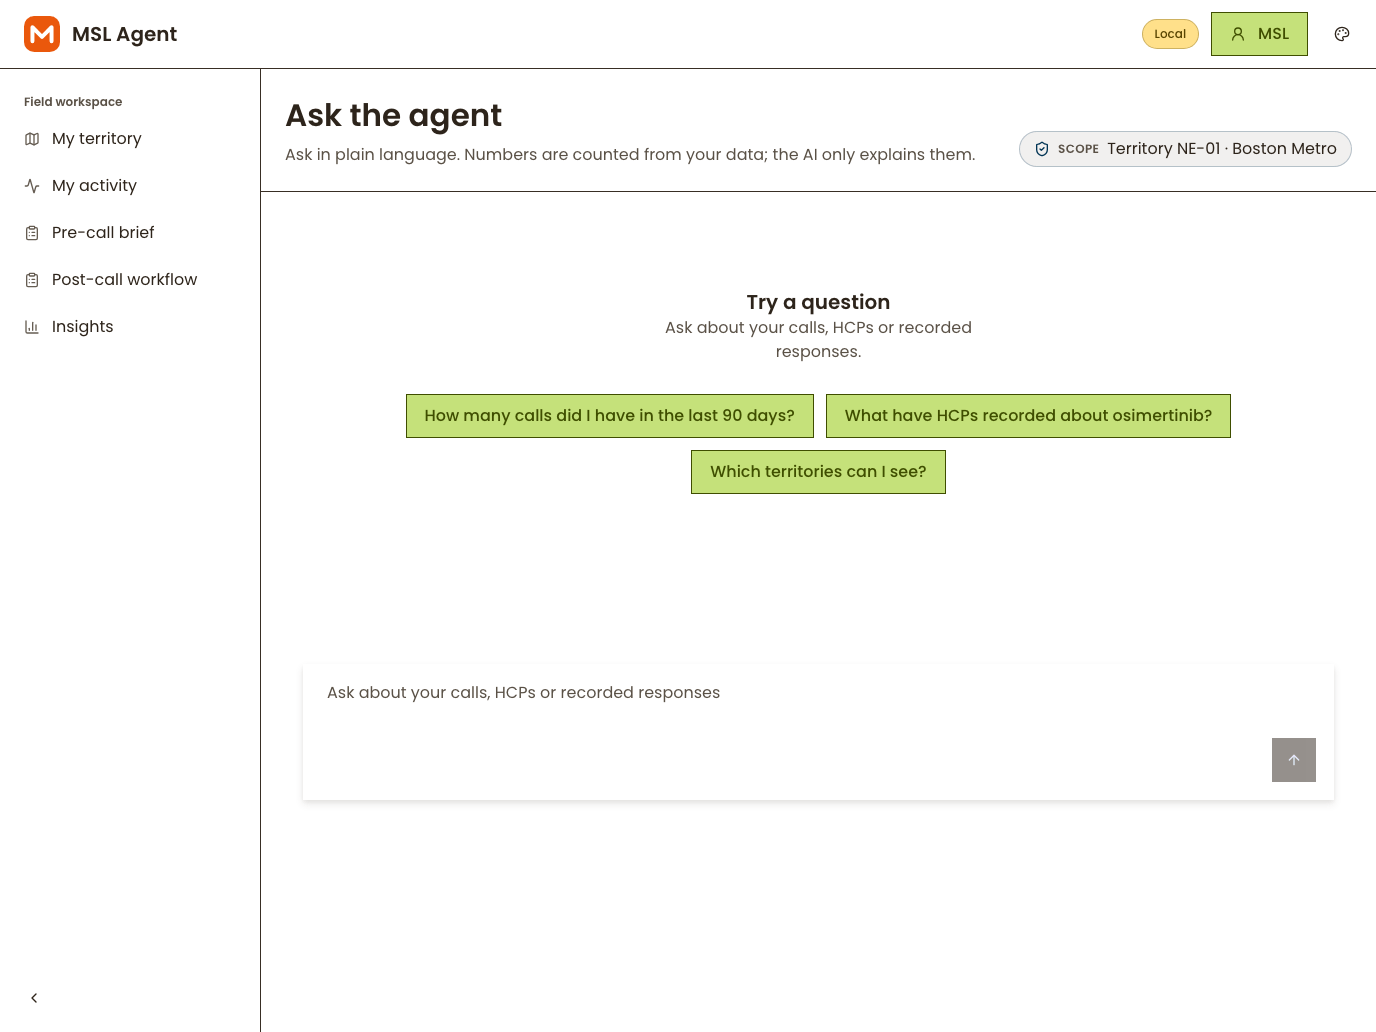 MSL Agent
Local
MSL
Field workspace
My territory
My activity
Pre-call brief
Post-call workflow
Insights
Ask the agent
Ask in plain language. Numbers are counted from your data; the AI only explains them.
SCOPE Territory NE-01 · Boston Metro
Try a question
Ask about your calls, HCPs or recorded
responses.
How many calls did I have in the last 90 days?
What have HCPs recorded about osimertinib?
Which territories can I see?
Ask about your calls, HCPs or recorded responses